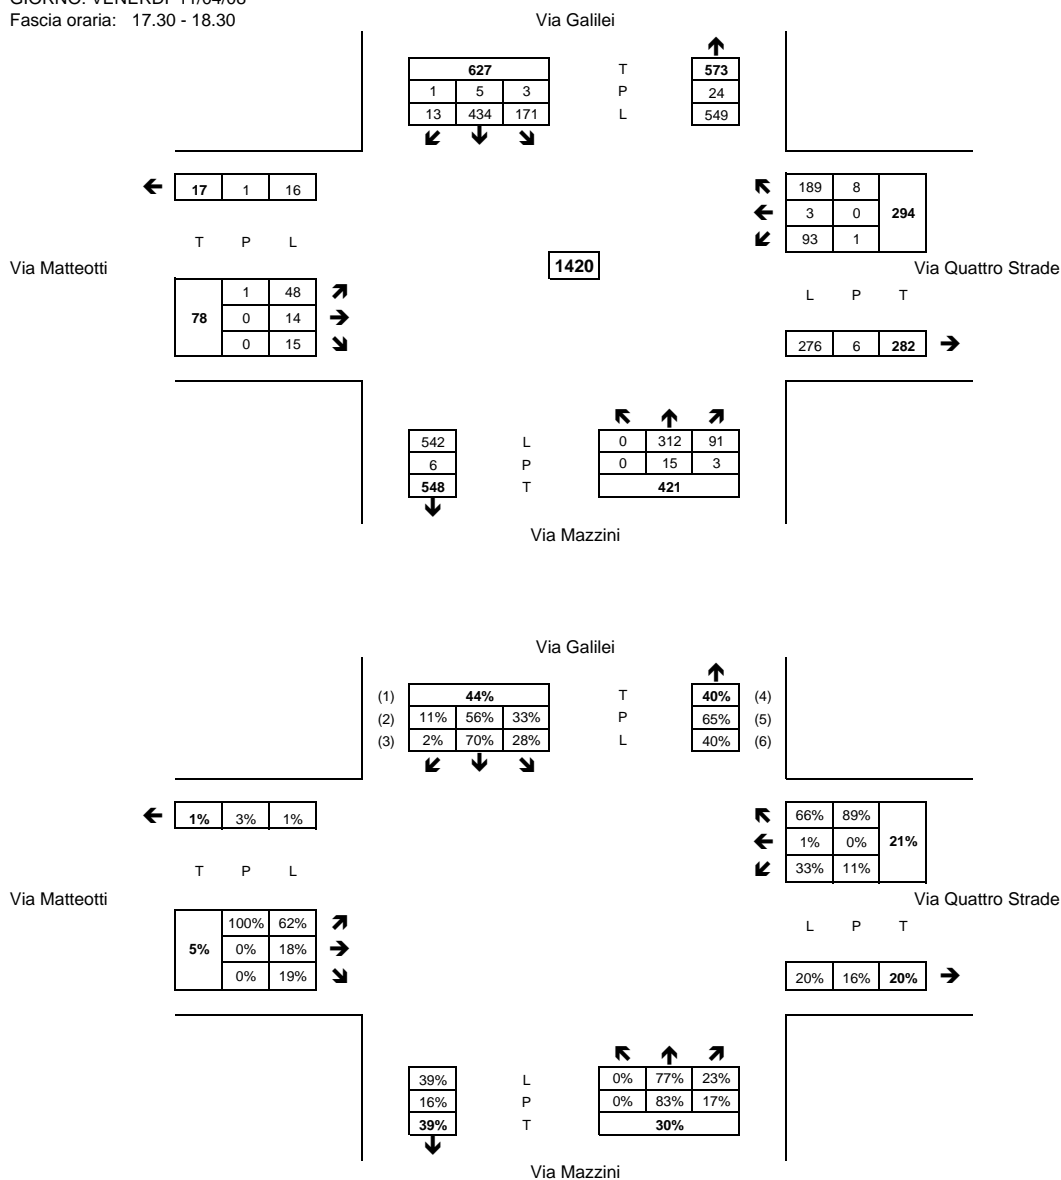 GIORNO: VENERDI' 11/04/08
Fascia oraria: 17.30 - 18.30
Via Galilei
627 T 573
1 5 3 P 24
13 434 171 L 549
17 1 16
189 8
3 0 294
93 1
T P L
1420
Via Matteotti
Via Quattro Strade
1 48
78 0 14
0 15
L P T
276 6 282
542 L 0 312 91
6 P 0 15 3
548 T 421
Via Mazzini
Via Galilei
(1) 44% T 40% (4)
(2) 11% 56% 33% P 65% (5)
(3) 2% 70% 28% L 40% (6)
1% 3% 1%
66% 89%
1% 0% 21%
33% 11%
T P L
Via Matteotti
Via Quattro Strade
100% 62%
5% 0% 18%
0% 19%
L P T
20% 16% 20%
39% L 0% 77% 23%
16% P 0% 83% 17%
39% T 30%
Via Mazzini